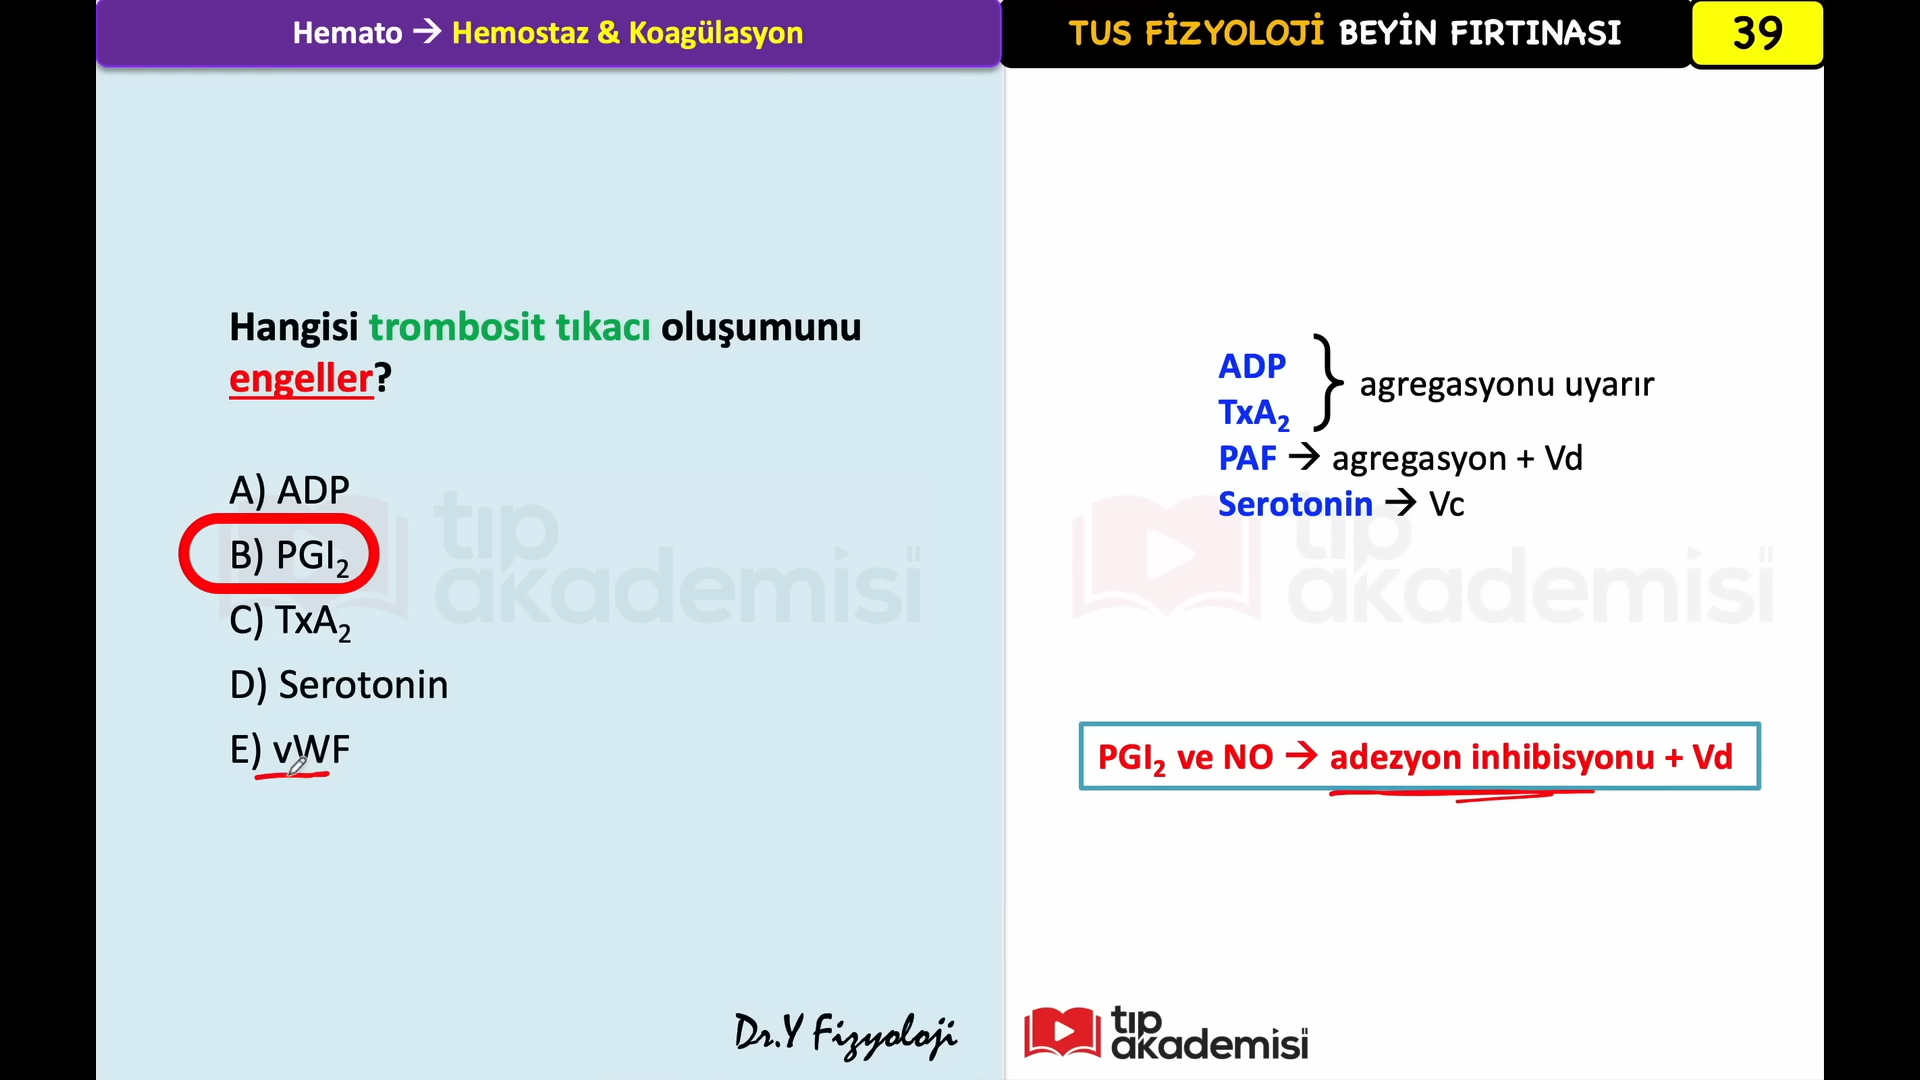 Hemato → Hemostaz & Koagülasyon
TUS FİZYOLOJİ BEYİN FIRTINASI
39
Hangisi trombosit tıkacı oluşumunu
engeller?
A) ADP
B) PGI₂
C) TxA₂
D) Serotonin
E) vWF
ADP
TxA₂
agregasyonu uyarır
PAF → agregasyon + Vd
Serotonin → Vc
PGI₂ ve NO → adezyon inhibisyonu + Vd
tıp
akademisi
tıp
akademisi
Dr.Y Fizyoloji
tıp
akademisi